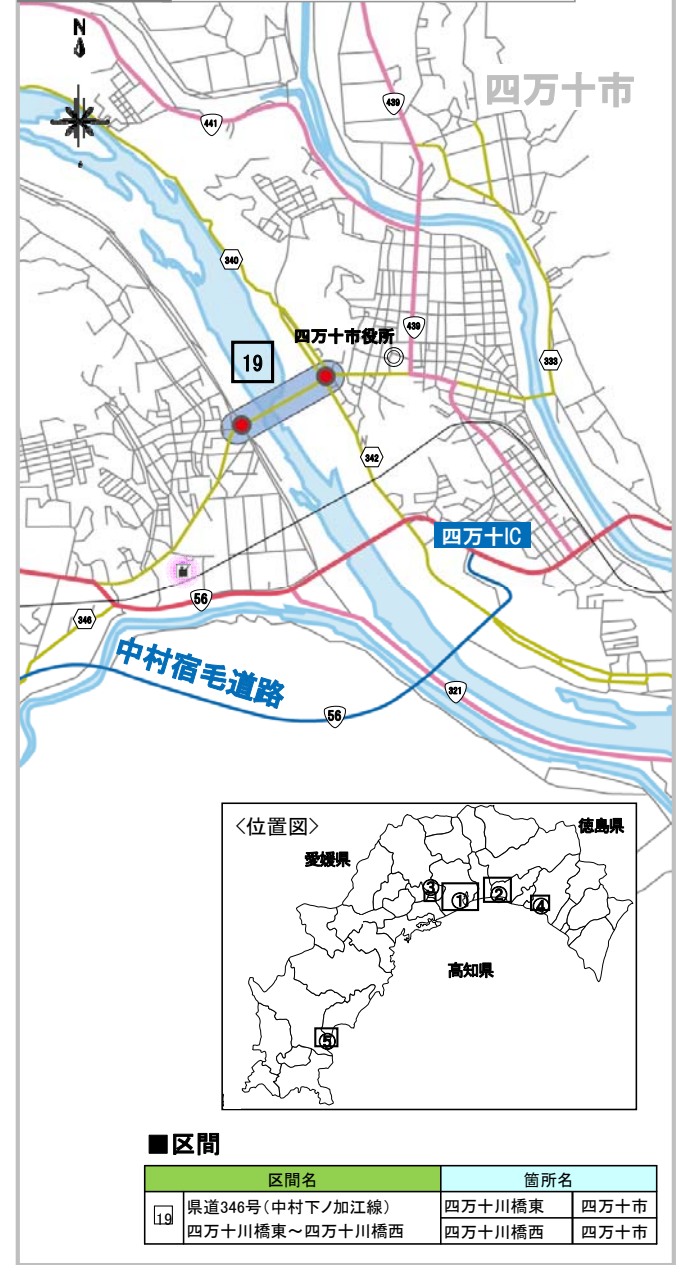 N
四万十市
439
441
340
四万十市役所
439
19
333
342
四万十IC
56
346
中村宿毛道路
321
56
<位置図>
徳島県
愛媛県
③
①
②
④
高知県
⑤
■区間
区間名 箇所名
19 県道346号(中村下ノ加江線) 四万十川橋東 四万十市
四万十川橋東～四万十川橋西 四万十川橋西 四万十市